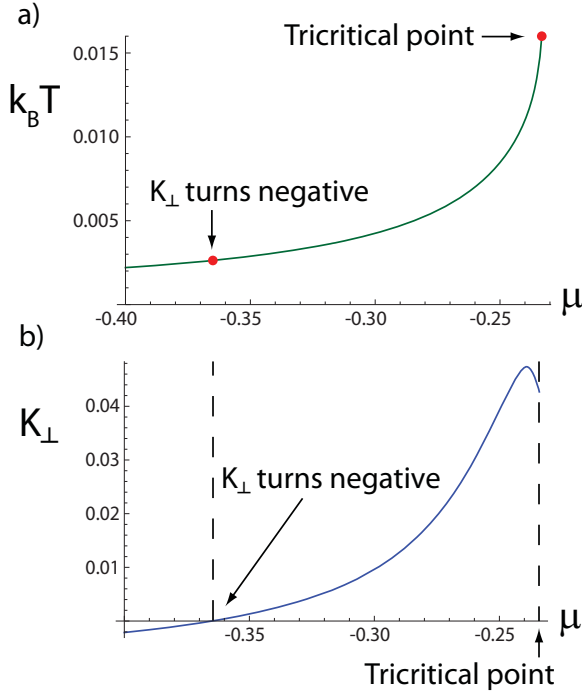 a)
0.015
Tricritical point
k_B T
0.010
K⊥ turns negative
0.005
-0.40
-0.35
-0.30
-0.25
μ
b)
0.04
K⊥
0.03
K⊥ turns negative
0.02
0.01
-0.35
-0.30
-0.25
μ
Tricritical point